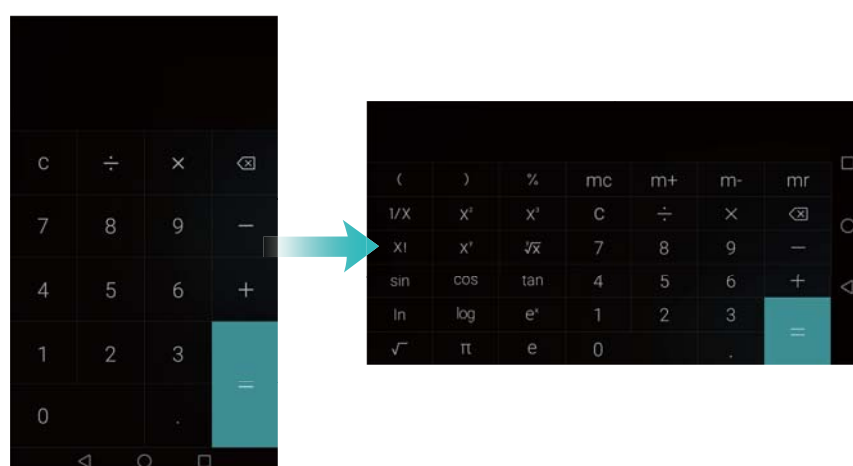 C ÷ ×
7 8 9 −
4 5 6 +
1 2 3 =
0 .
( ) % mc m+ m- mr
1/X X² X³ C ÷ ×
X! Xʸ ʸ√x 7 8 9 −
sin cos tan 4 5 6 +
ln log eˣ 1 2 3 =
√ π e 0 .